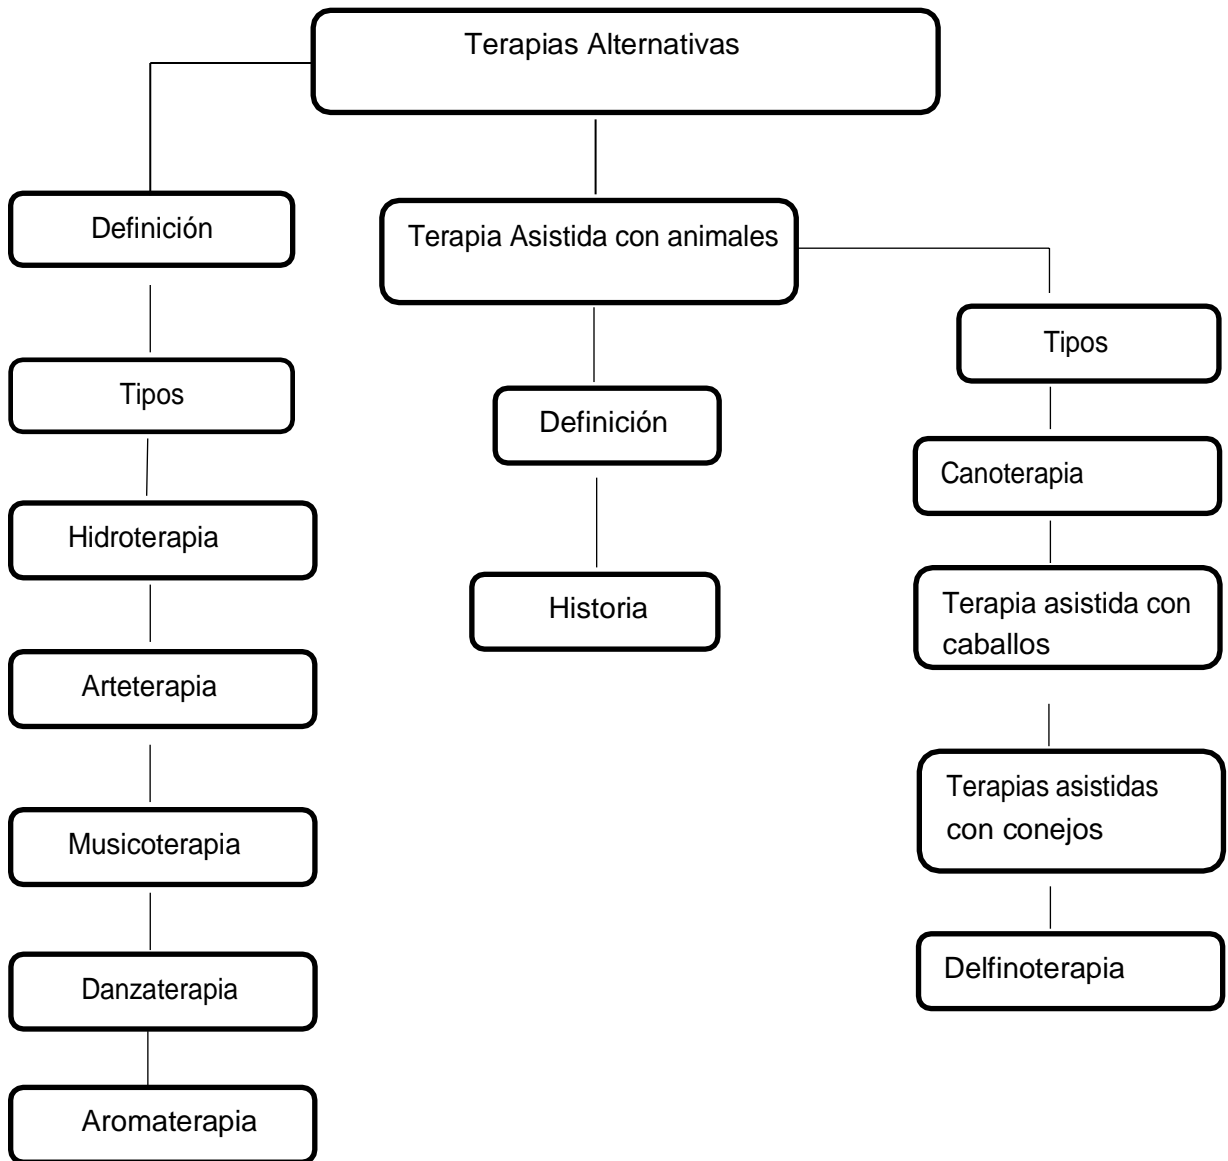 Terapias Alternativas
Definición
Tipos
Hidroterapia
Arteterapia
Musicoterapia
Danzaterapia
Aromaterapia
Terapia Asistida con animales
Definición
Historia
Tipos
Canoterapia
Terapia asistida con
caballos
Terapias asistidas
con conejos
Delfinoterapia